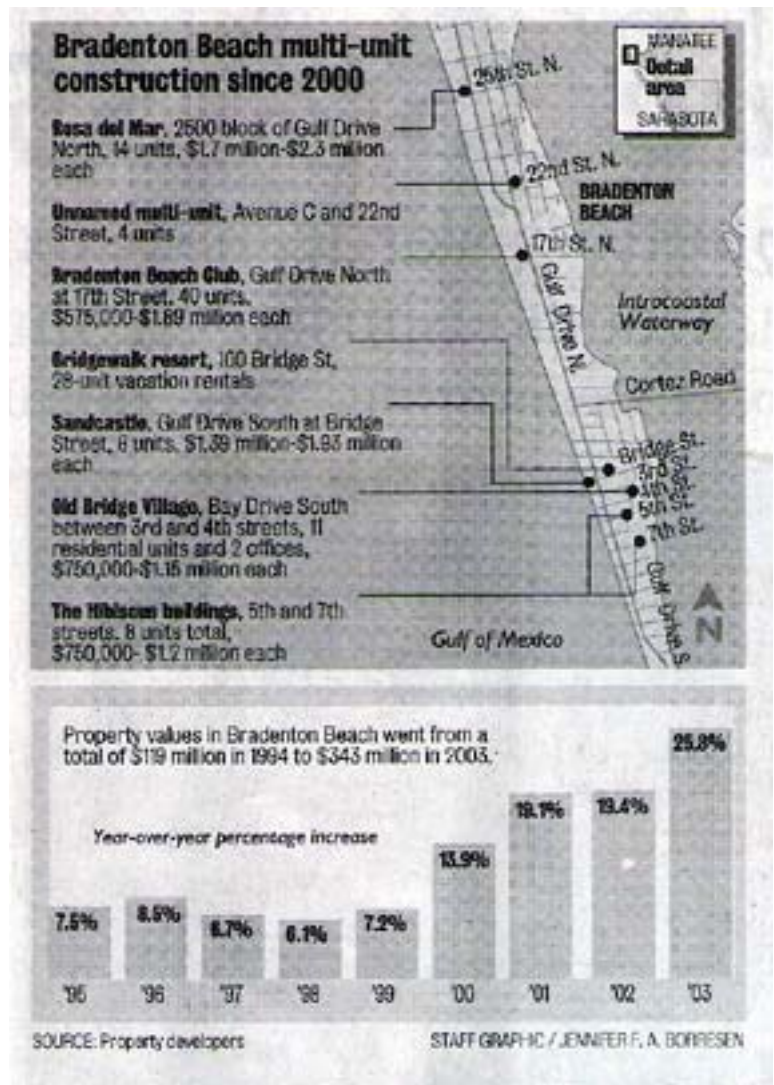 Bradenton Beach multi-unit
construction since 2000
Rosa del Mar, 2500 block of Gulf Drive
North, 14 units, $1.7 million-$2.3 million
each
Unnamed multi-unit, Avenue C and 22nd
Street, 4 units
Bradenton Beach Club, Gulf Drive North
at 17th Street, 40 units,
$575,000-$1.89 million each
Bridgewalk resort, 100 Bridge St,
28-unit vacation rentals
Sandcastle, Gulf Drive South at Bridge
Street, 6 units, $1.39 million-$1.93 million
each
Old Bridge Village, Bay Drive South
between 3rd and 4th streets, 11
residential units and 2 offices,
$750,000-$1.15 million each
The Hibiscus buildings, 5th and 7th
streets, 8 units total,
$750,000- $1.2 million each
MANATEE
Detail
area
SARASOTA
25th St. N.
22nd St. N.
BRADENTON
BEACH
17th St. N.
Gulf Drive N.
Intracoastal
Waterway
Cortez Road
Bridge St.
3rd St.
4th St.
5th St.
7th St.
Gulf Drive S.
N
Gulf of Mexico
Property values in Bradenton Beach went from a
total of $119 million in 1994 to $343 million in 2003.
Year-over-year percentage increase
7.5% 8.5% 6.7% 6.1% 7.2% 13.9% 19.1% 19.4% 25.8%
'95 '96 '97 '98 '99 '00 '01 '02 '03
SOURCE: Property developers
STAFF GRAPHIC / JENNIFER F. A. BORRESEN